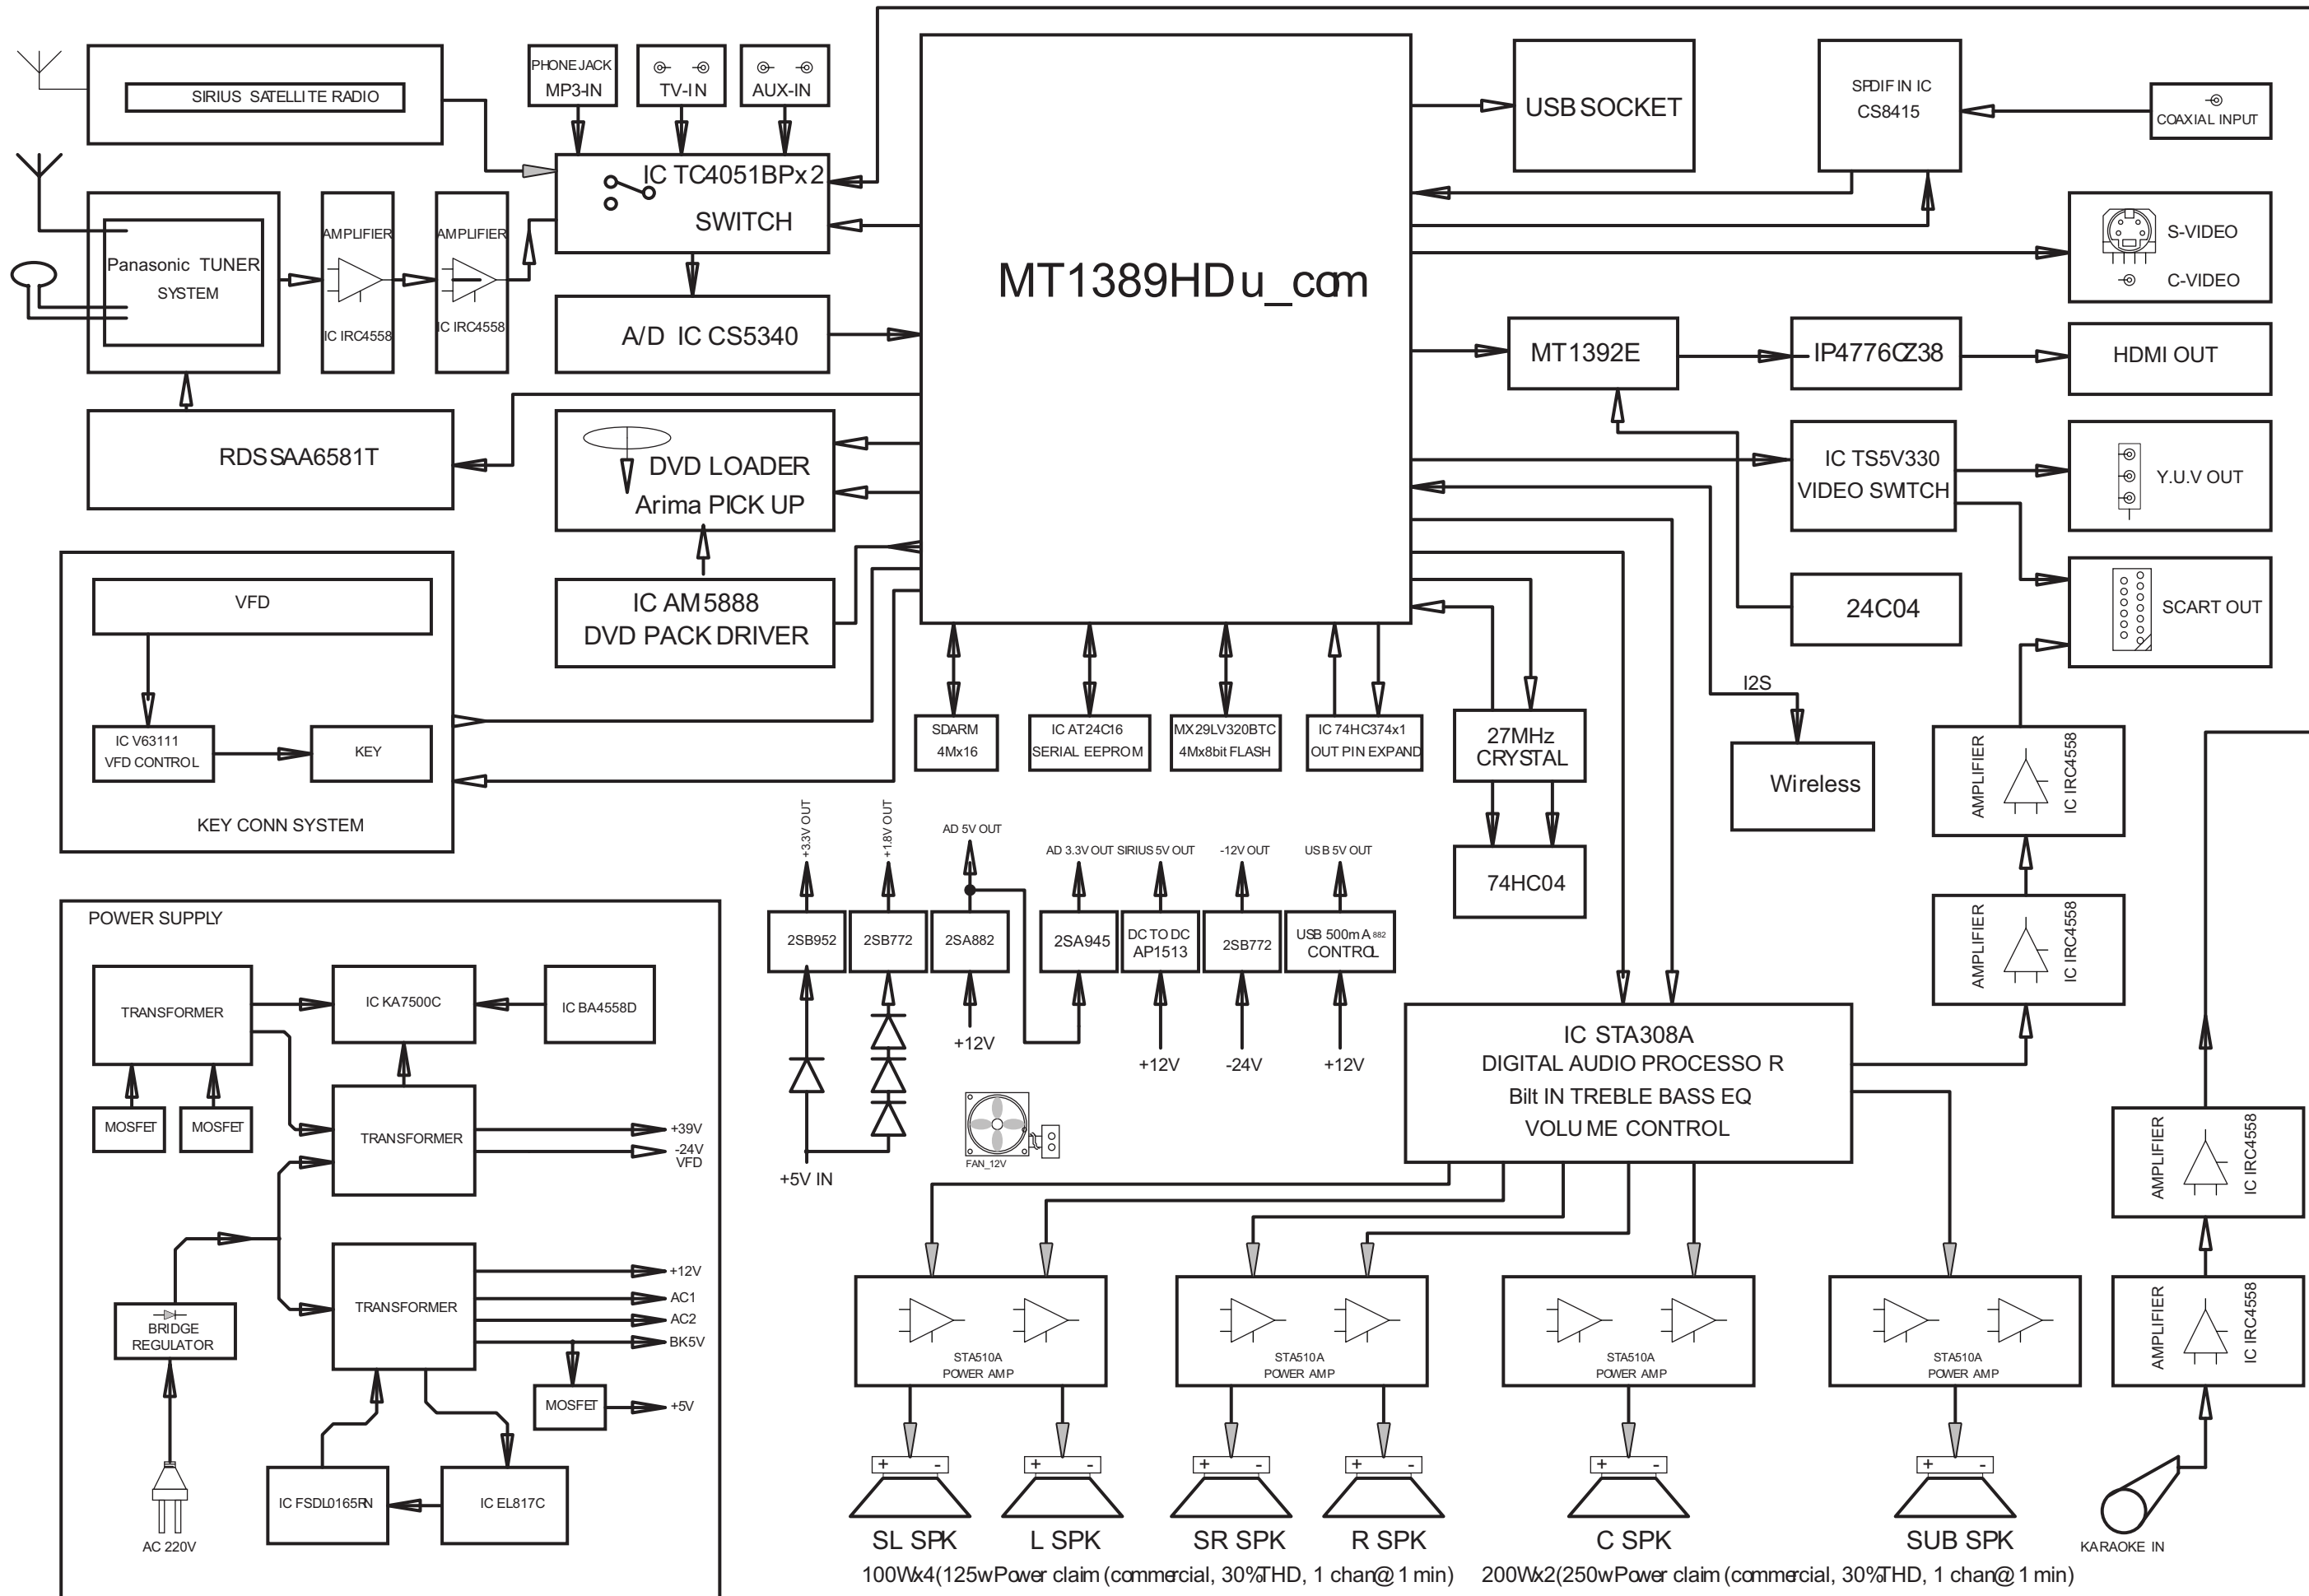 SIRIUS SATELLITE RADIO
PHONE JACK
MP3-IN
TV-IN
AUX-IN
IC TC4051BPx2
SWITCH
Panasonic TUNER
SYSTEM
AMPLIFIER
IC IRC4558
AMPLIFIER
IC IRC4558
A/D IC CS5340
RDSSAA6581T
DVD LOADER
Arima PICK UP
IC AM5888
DVD PACK DRIVER
VFD
IC V63111
VFD CONTROL
KEY
KEY CONN SYSTEM
MT1389HDu_com
USB SOCKET
SPDIF IN IC
CS8415
COAXIAL INPUT
S-VIDEO
C-VIDEO
MT1392E
IP4776CZ38
HDMI OUT
IC TS5V330
VIDEO SWITCH
Y.U.V OUT
24C04
SCART OUT
I2S
Wireless
SDARM
4Mx16
IC AT24C16
SERIAL EEPROM
MX29LV320BTC
4Mx8bit FLASH
IC 74HC374x1
OUT PIN EXPAND
27MHz
CRYSTAL
74HC04
AMPLIFIER
IC IRC4558
AMPLIFIER
IC IRC4558
+3.3V OUT
+1.8V OUT
AD 5V OUT
AD 3.3V OUT
SIRIUS 5V OUT
-12V OUT
USB 5V OUT
2SB952
2SB772
2SA882
2SA945
DC TO DC
AP1513
2SB772
USB 500mA 882
CONTROL
+12V
+12V
-24V
+12V
+5V IN
FAN_12V
IC STA308A
DIGITAL AUDIO PROCESSO R
Bilt IN TREBLE BASS EQ
VOLUME CONTROL
POWER SUPPLY
TRANSFORMER
IC KA7500C
IC BA4558D
MOSFET
MOSFET
TRANSFORMER
+39V
-24V
VFD
TRANSFORMER
+12V
AC1
AC2
BK5V
BRIDGE
REGULATOR
MOSFET
+5V
IC FSDL0165RN
IC EL817C
AC 220V
STA510A
POWER AMP
STA510A
POWER AMP
STA510A
POWER AMP
STA510A
POWER AMP
AMPLIFIER
IC IRC4558
AMPLIFIER
IC IRC4558
+ -
+ -
+ -
+ -
+ -
+ -
SL SPK
L SPK
SR SPK
R SPK
C SPK
SUB SPK
KARAOKE IN
100Wx4(125wPower claim (commercial, 30%THD, 1 chan@ 1 min)
200Wx2(250wPower claim (commercial, 30%THD, 1 chan@ 1 min)